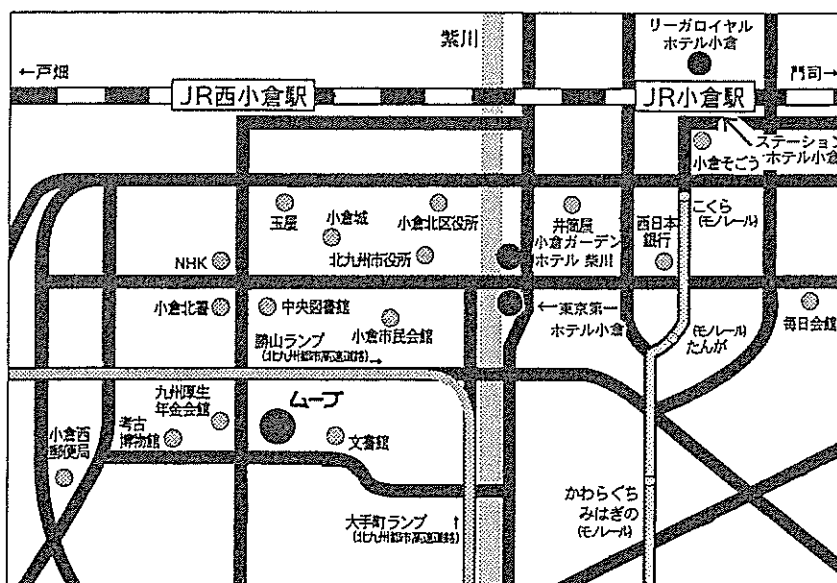 紫川
リーガロイヤル
ホテル小倉
←戸畑
門司→
JR西小倉駅
JR小倉駅
ステーション
ホテル小倉
小倉そごう
玉屋
小倉城
小倉北区役所
井筒屋
西日本
銀行
こくら
(モノレール)
NHK
北九州市役所
小倉ガーデン
ホテル 紫川
小倉北署
中央図書館
小倉市民会館
←東京第一
ホテル小倉
(モノレール)
たんが
毎日会館
勝山ランプ
(北九州都市高速道路)→
九州厚生
年金会館
ムーブ
小倉西
郵便局
考古
博物館
文書館
かわらぐち
みはぎの
(モノレール)
大手町ランプ ↑
(北九州都市高速道路)